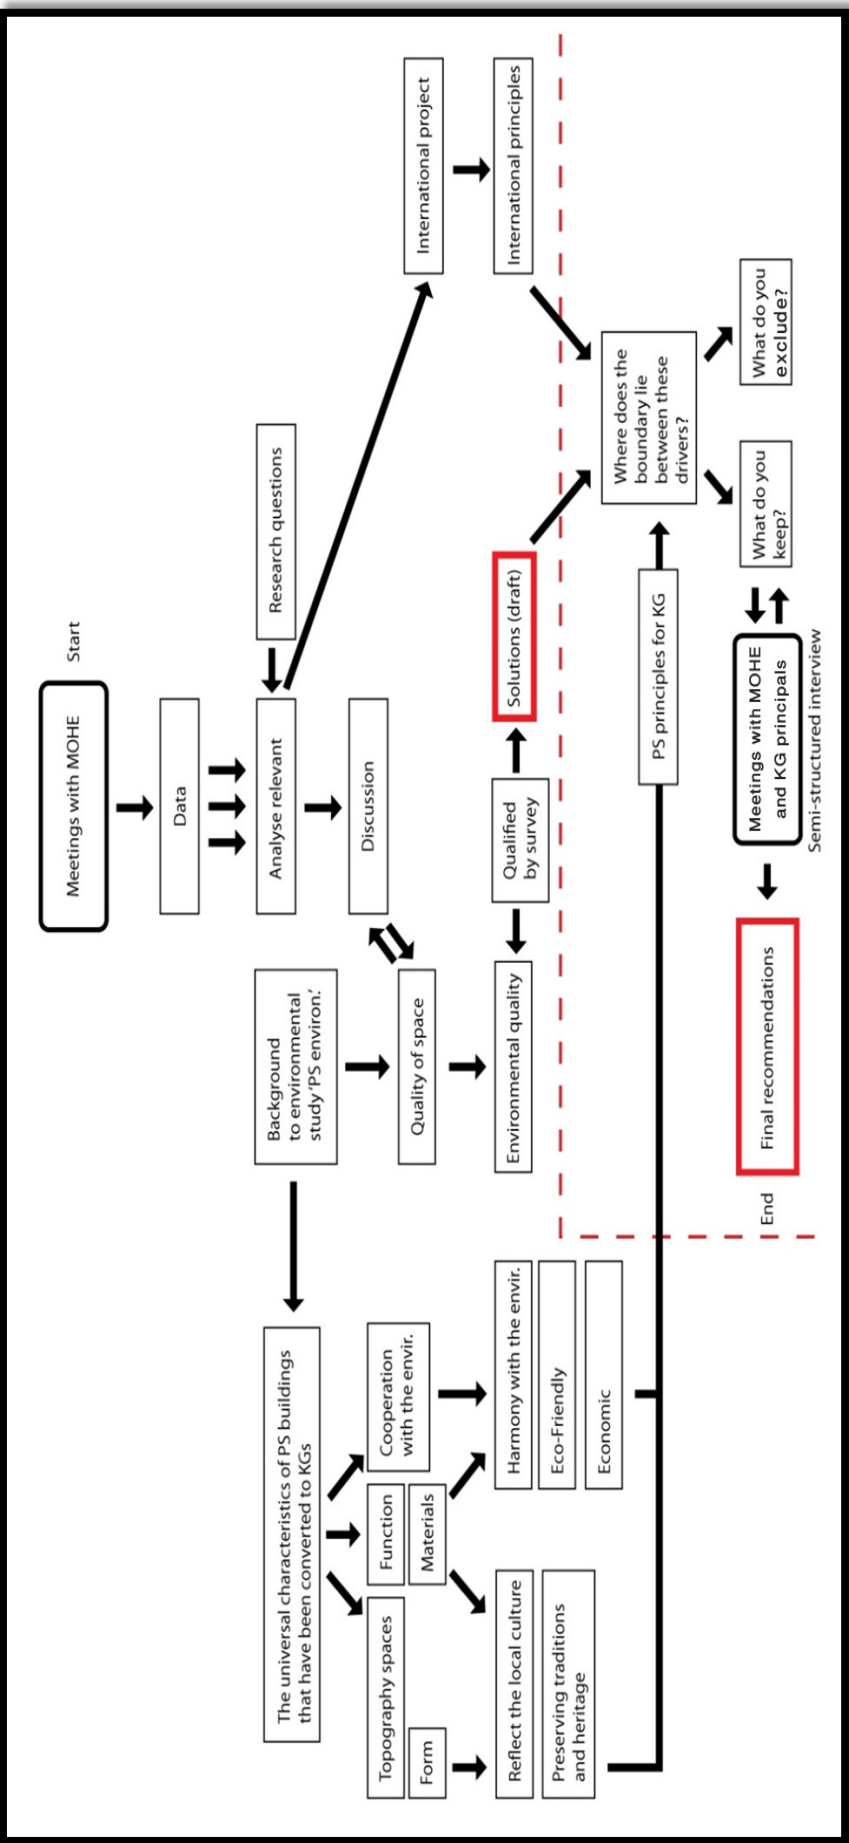 Start
Meetings with MOHE
Data
Research questions
Analyse relevant
Discussion
International project
International principles
Background
to environmental
study‘PS environ.’
Quality of space
Environmental quality
Qualified
by survey
Solutions (draft)
The universal characteristics of PS buildings
that have been converted to KGs
Topography spaces
Form
Function
Materials
Cooperation
with the envir.
Reflect the local culture
Preserving traditions
and heritage
Harmony with the envir.
Eco-Friendly
Economic
PS principles for KG
Where does the
boundary lie
between these
drivers?
What do you
keep?
What do you
exclude?
Meetings with MOHE
and KG principals
Semi-structured interview
Final recommendations
End